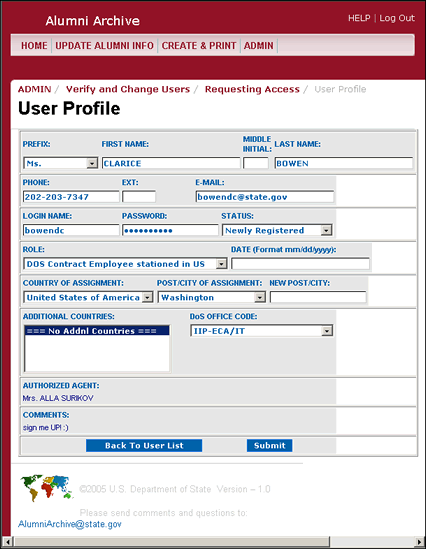 Alumni Archive
HELP | Log Out
HOME | UPDATE ALUMNI INFO | CREATE & PRINT | ADMIN
ADMIN / Verify and Change Users / Requesting Access / User Profile
User Profile
PREFIX: FIRST NAME: MIDDLE INITIAL: LAST NAME:
Ms. CLARICE BOWEN
PHONE: EXT: E-MAIL:
202-203-7347 bowendc@state.gov
LOGIN NAME: PASSWORD: STATUS:
bowendc •••••••••• Newly Registered
ROLE: DATE (Format mm/dd/yyyy):
DOS Contract Employee stationed in US
COUNTRY OF ASSIGNMENT: POST/CITY OF ASSIGNMENT: NEW POST/CITY:
United States of America Washington
ADDITIONAL COUNTRIES: DoS OFFICE CODE:
=== No Addnl Countries === IIP-ECA/IT
AUTHORIZED AGENT:
Mrs. ALLA SURIKOV
COMMENTS:
sign me UP! :)
Back To User List Submit
©2005 U.S. Department of State Version – 1.0
Please send comments and questions to:
AlumniArchive@state.gov